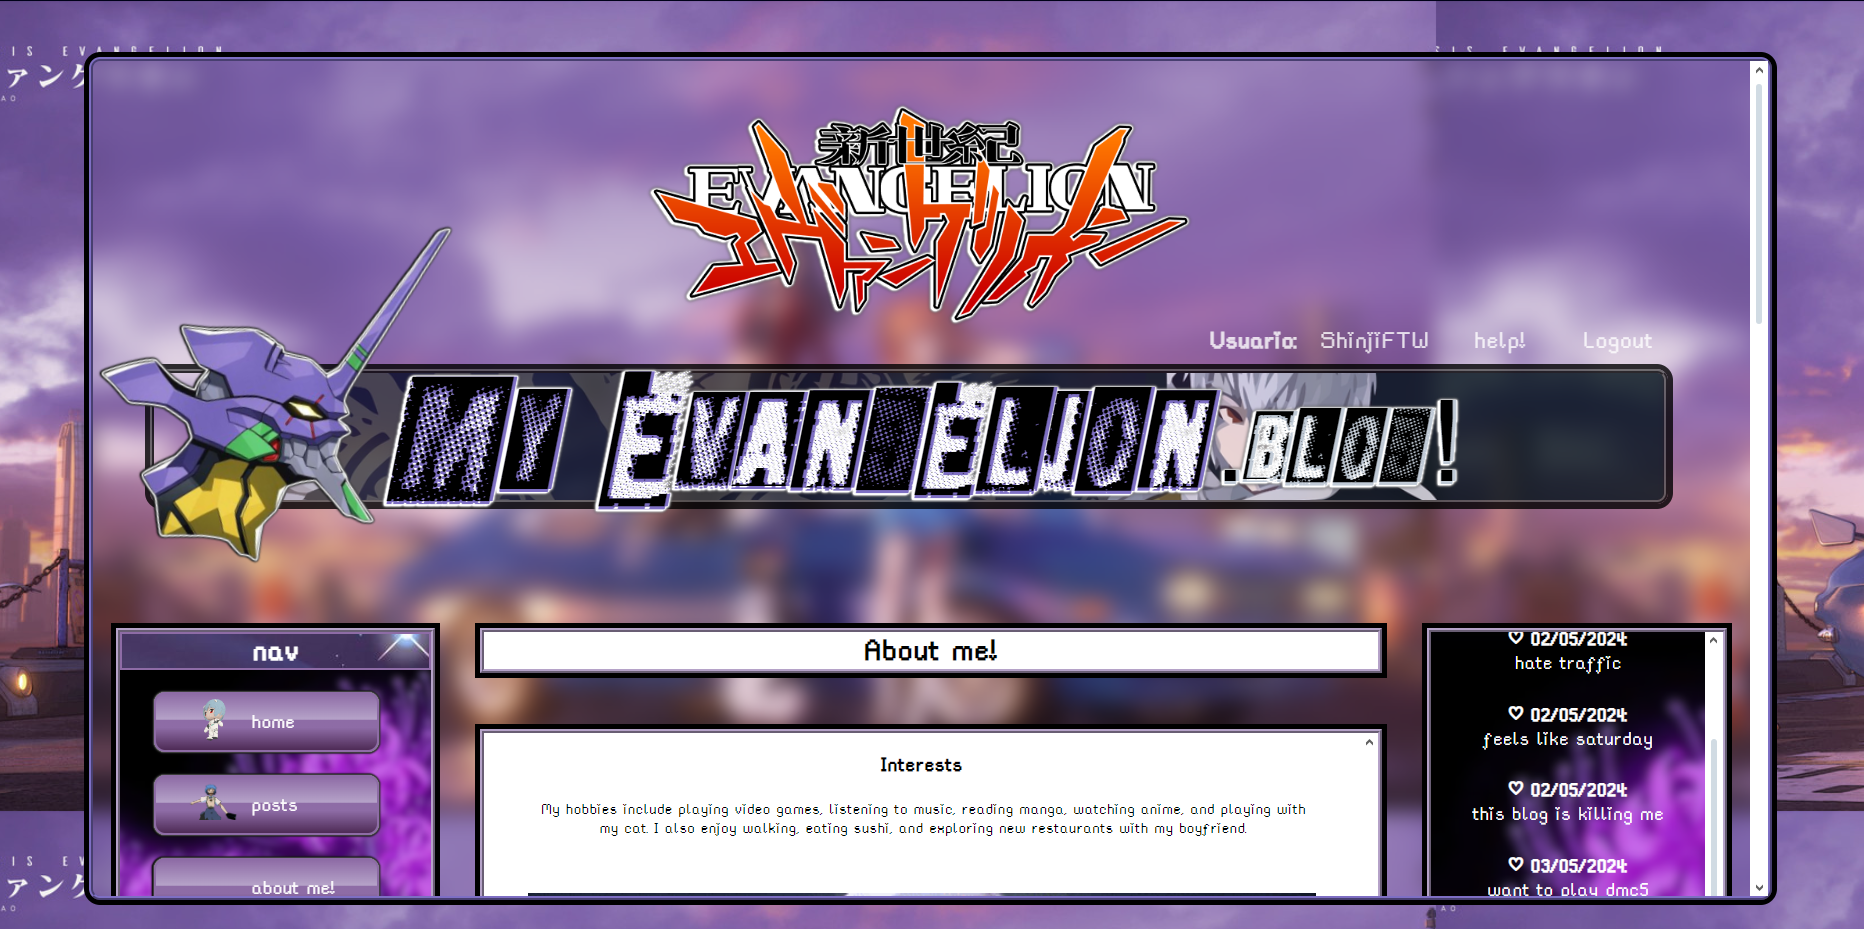 新世紀
EVANGELION
エヴァンゲリオン
Usuario: ShinjiFTW help! Logout
My EVANGELION.BLOG!
nav
home
posts
about me!
About me!
Interests
My hobbies include playing video games, listening to music, reading manga, watching anime, and playing with
my cat. I also enjoy walking, eating sushi, and exploring new restaurants with my boyfriend.
♡ 02/05/2024:
hate traffic
♡ 02/05/2024:
feels like saturday
♡ 02/05/2024:
this blog is killing me
♡ 03/05/2024:
want to play dmc5